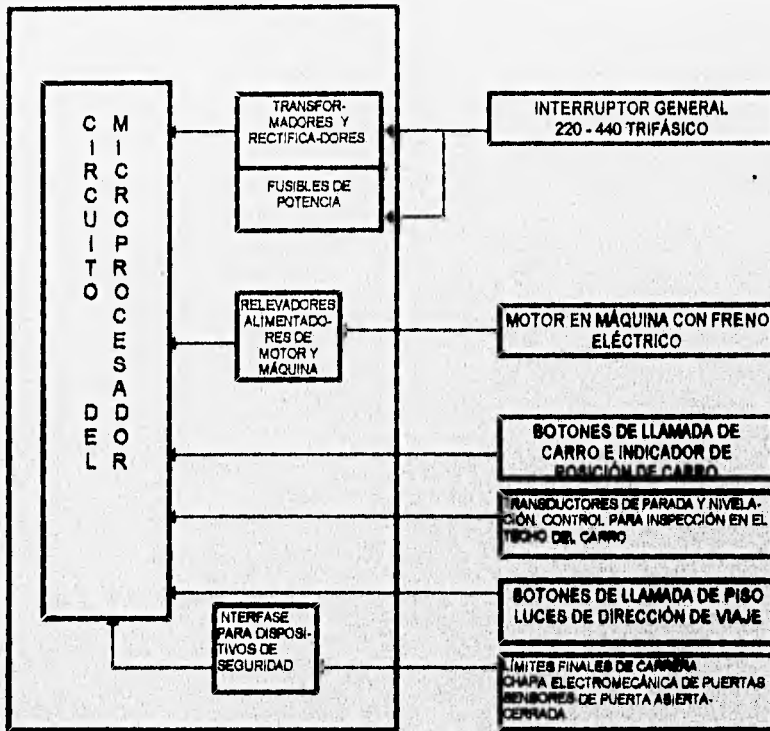 CIRCUITO DEL
MICROPROCESADOR
TRANSFOR-
MADORES Y
RECTIFICA-DORES
FUSIBLES DE
POTENCIA
INTERRUPTOR GENERAL
220 - 440 TRIFÁSICO
RELEVADORES
ALIMENTADO-
RES DE
MOTOR Y
MÁQUINA
MOTOR EN MÁQUINA CON FRENO
ELÉCTRICO
BOTONES DE LLAMADA DE
CARRO E INDICADOR DE
POSICIÓN DE CARRO
TRANSDUCTORES DE PARADA Y NIVELA-
CIÓN. CONTROL PARA INSPECCIÓN EN EL
TECHO DEL CARRO
BOTONES DE LLAMADA DE PISO
LUCES DE DIRECCIÓN DE VIAJE
NTERFASE
PARA DISPOSI-
TIVOS DE
SEGURIDAD
LÍMITES FINALES DE CARRERA
CHAPA ELECTROMECÁNICA DE PUERTAS
SENSORES DE PUERTA ABIERTA-
CERRADA